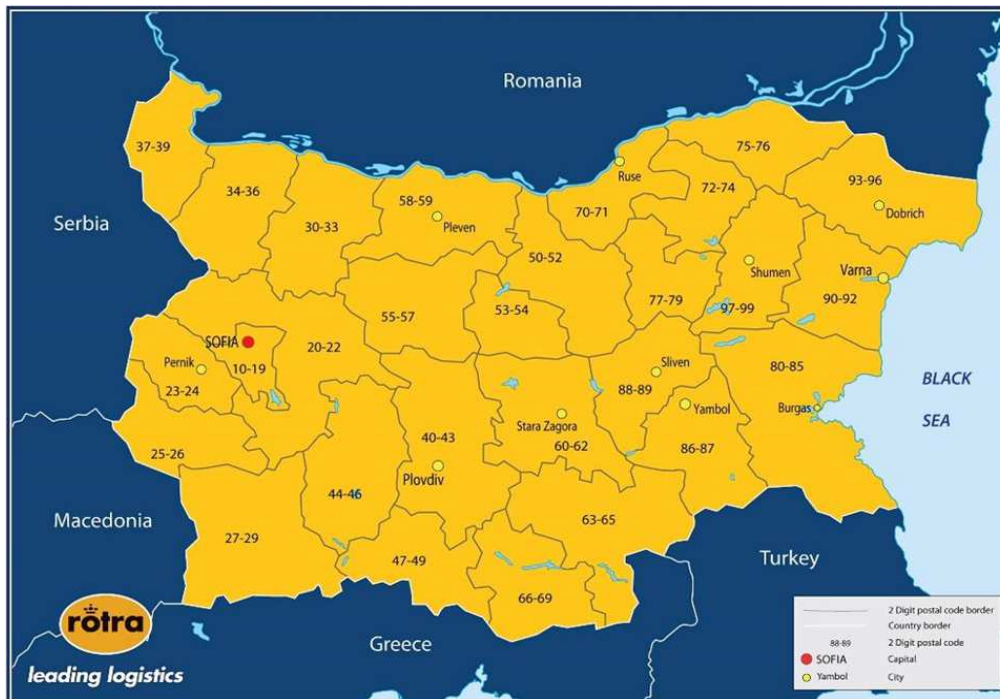 Romania
75-76
37-39
Ruse
93-96
34-36
72-74
58-59
70-71
Dobrich
Serbia
30-33
Pleven
50-52
Shumen
Varna
77-79
90-92
55-57
53-54
97-99
SOFIA
20-22
Pernik
10-19
Sliven
80-85
23-24
88-89
BLACK
SEA
Yambol
Burgas
Stara Zagora
40-43
60-62
86-87
25-26
Plovdiv
44-46
63-65
Macedonia
27-29
47-49
Turkey
66-69
rötra
leading logistics
Greece
2 Digit postal code border
Country border
88-89 2 Digit postal code
SOFIA Capital
Yambol City